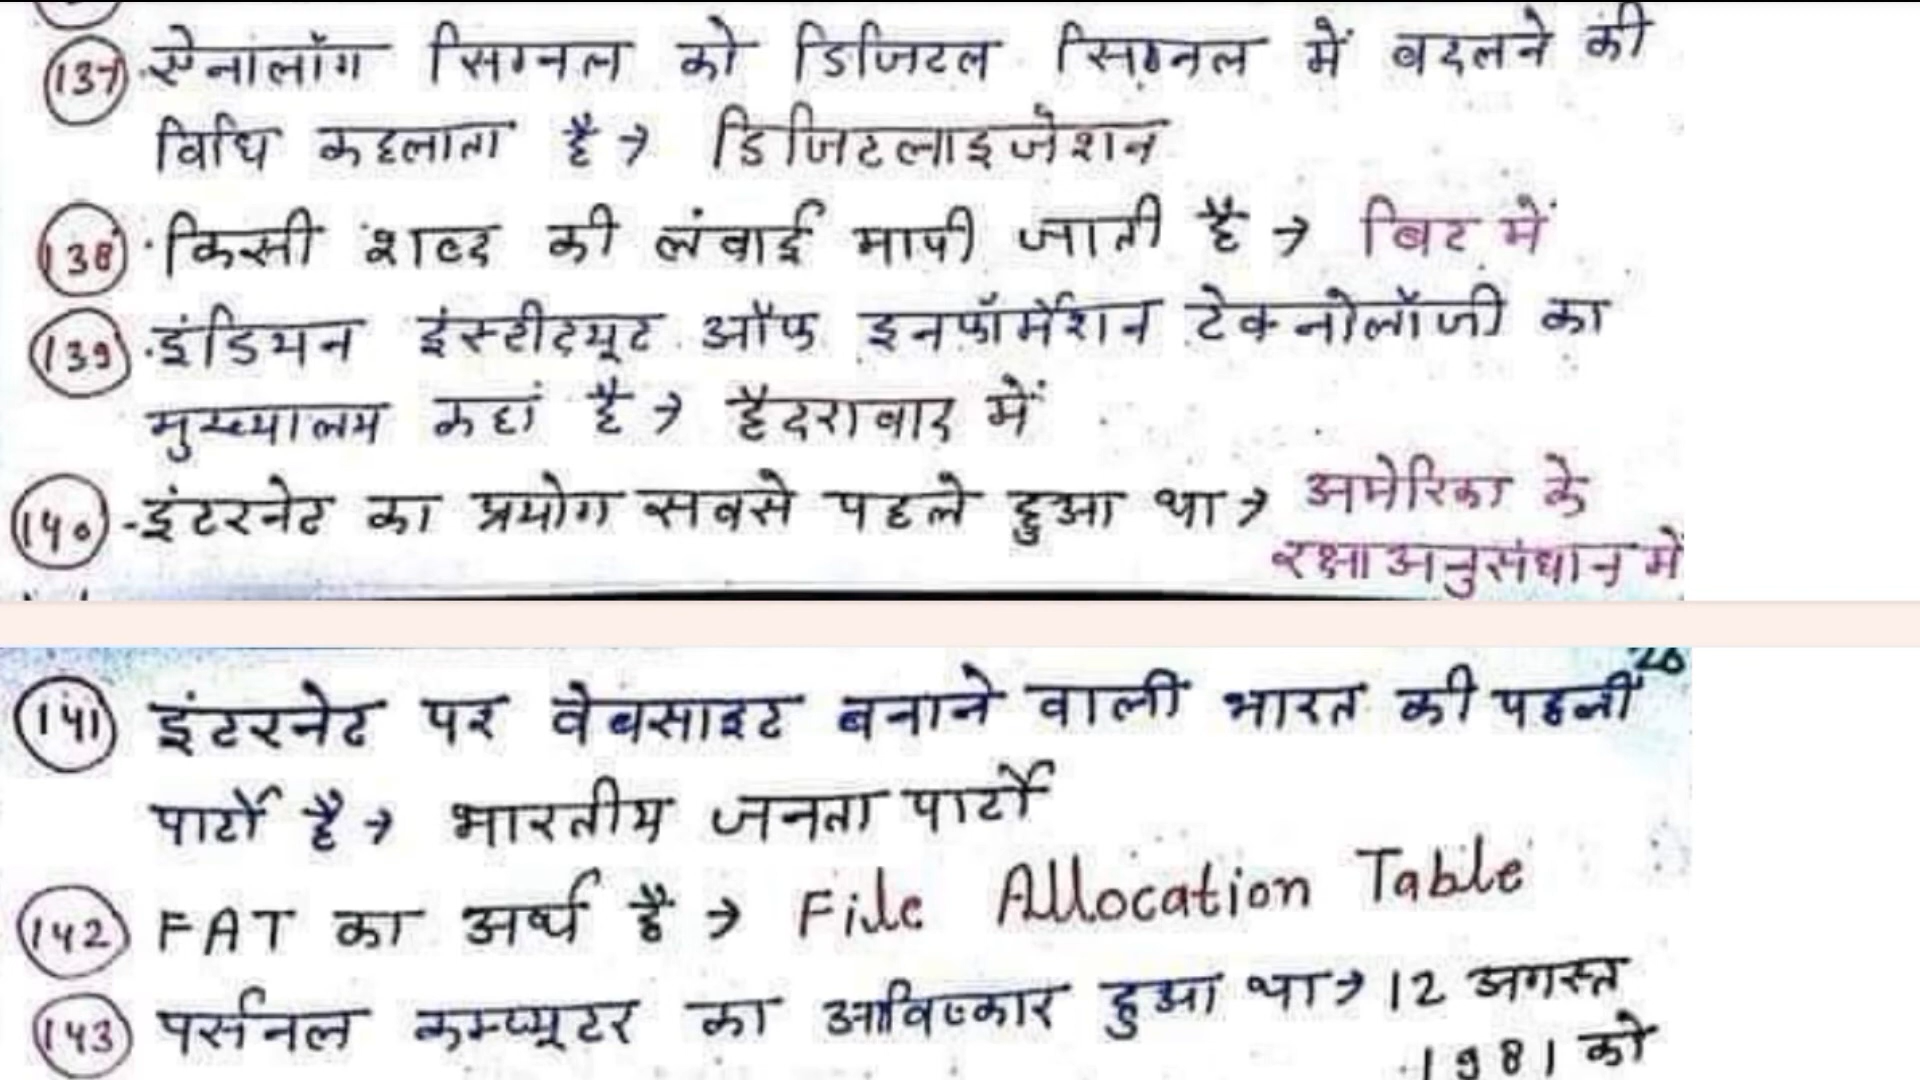 137 ऐनालॉग सिग्नल को डिजिटल सिग्नल में बदलने की
विधि कहलाता है → डिजिटलाइजेशन
138 किसी शब्द की लंबाई मापी जाती है → बिट में
139 इंडियन इंस्टीट्यूट ऑफ इनफॉर्मेशन टेक्नोलॉजी का
मुख्यालय कहां है → हैदराबाद में
140 - इंटरनेट का प्रयोग सबसे पहले हुआ था → अमेरिका के
रक्षा अनुसंधान में
141 इंटरनेट पर वेबसाइट बनाने वाली भारत की पहली
पार्टी है → भारतीय जनता पार्टी
142 FAT का अर्थ है → File Allocation Table
143 पर्सनल कम्प्यूटर का आविष्कार हुआ था → 12 अगस्त
1981 को